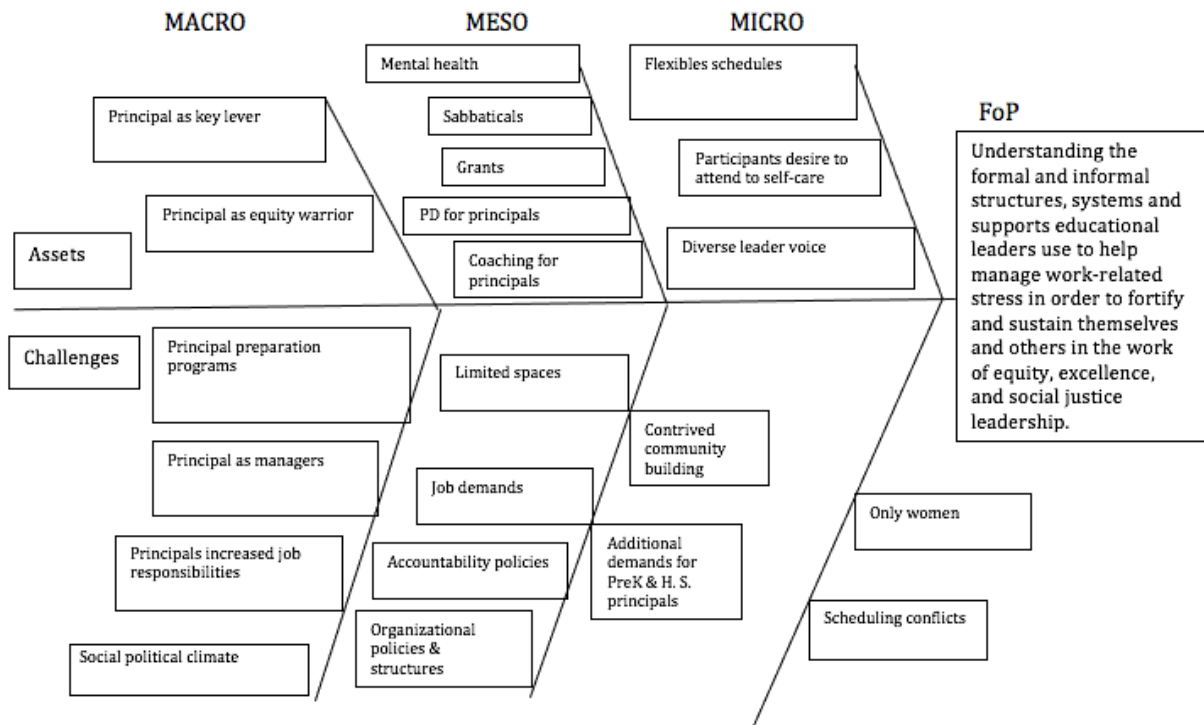 MACRO
MESO
MICRO
Mental health
Flexibles schedules
Principal as key lever
Sabbaticals
Grants
Participants desire to
attend to self-care
Principal as equity warrior
PD for principals
Diverse leader voice
Coaching for
principals
Assets
FoP
Understanding the
formal and informal
structures, systems and
supports educational
leaders use to help
manage work-related
stress in order to fortify
and sustain themselves
and others in the work
of equity, excellence,
and social justice
leadership.
Challenges
Principal preparation
programs
Limited spaces
Contrived
community
building
Principal as managers
Job demands
Only women
Principals increased job
responsibilities
Accountability policies
Additional
demands for
PreK & H. S.
principals
Scheduling conflicts
Organizational
policies &
structures
Social political climate